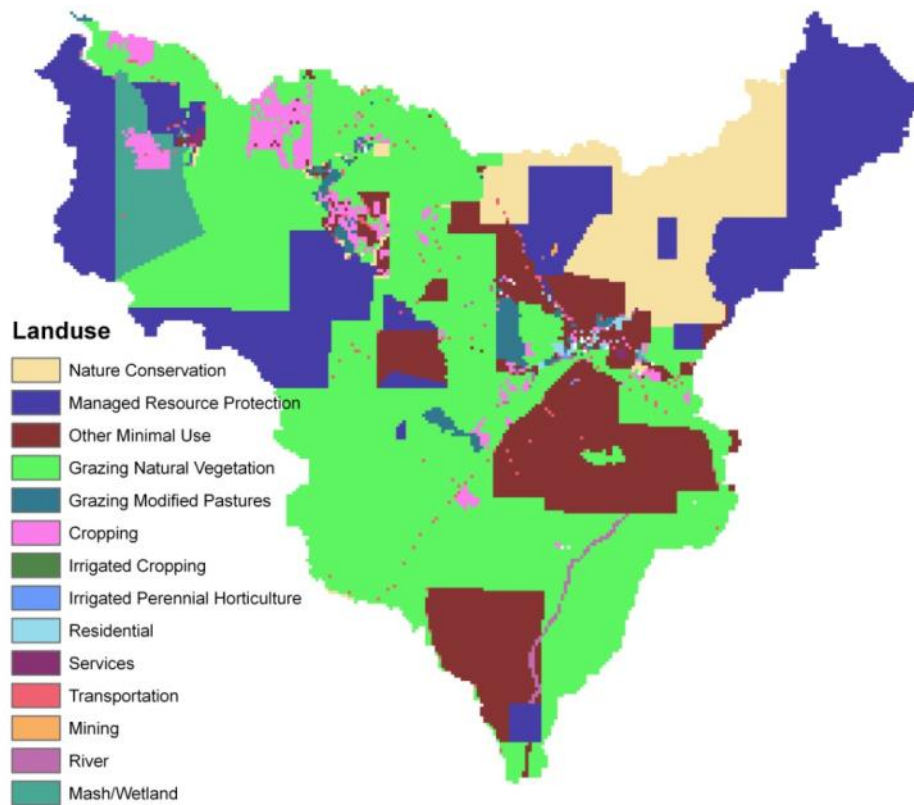 Landuse
Nature Conservation
Managed Resource Protection
Other Minimal Use
Grazing Natural Vegetation
Grazing Modified Pastures
Cropping
Irrigated Cropping
Irrigated Perennial Horticulture
Residential
Services
Transportation
Mining
River
Mash/Wetland